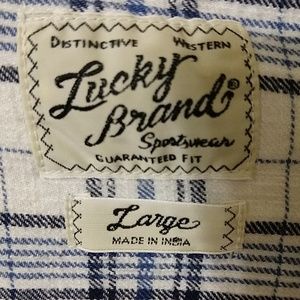 DISTINCTIVE WESTERN
Lucky
Brand®
Sportswear
GUARANTEED FIT
Large
MADE IN INDIA